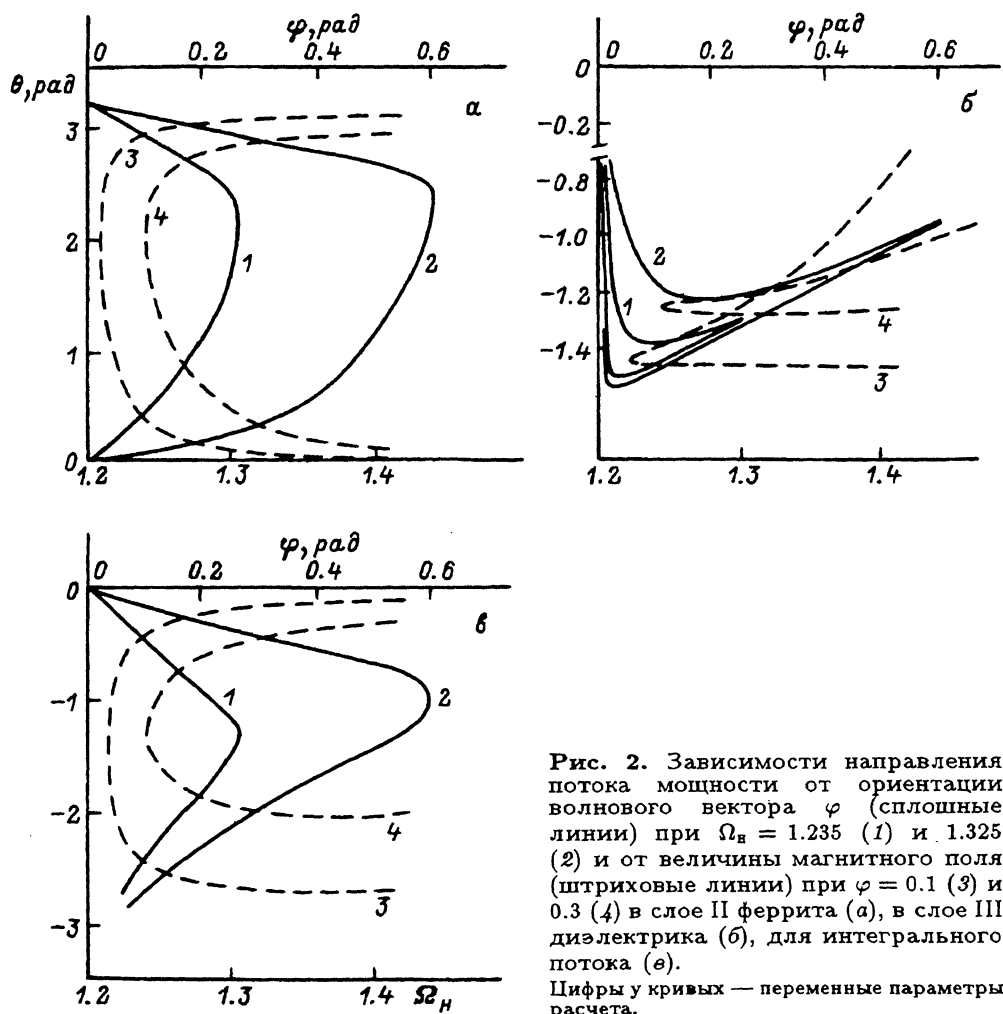 φ,рад
0 0.2 0.4 0.6
θ,рад
а
3
2
1
0
3
4
1
2
1.2 1.3 1.4
φ,рад
0 0.2 0.4 0.6
0
б
-0.2
-0.8
-1.0
-1.2
-1.4
2
1
4
3
1.2 1.3 1.4
φ,рад
0 0.2 0.4 0.6
0
в
-1
-2
-3
1
2
4
3
1.2 1.3 1.4 Ω_H
Рис. 2. Зависимости направления
потока мощности от ориентации
волнового вектора φ (сплошные
линии) при Ω_н = 1.235 (1) и 1.325
(2) и от величины магнитного поля
(штриховые линии) при φ = 0.1 (3) и
0.3 (4) в слое II феррита (а), в слое III
диэлектрика (б), для интегрального
потока (в).
Цифры у кривых — переменные параметры
расчета.